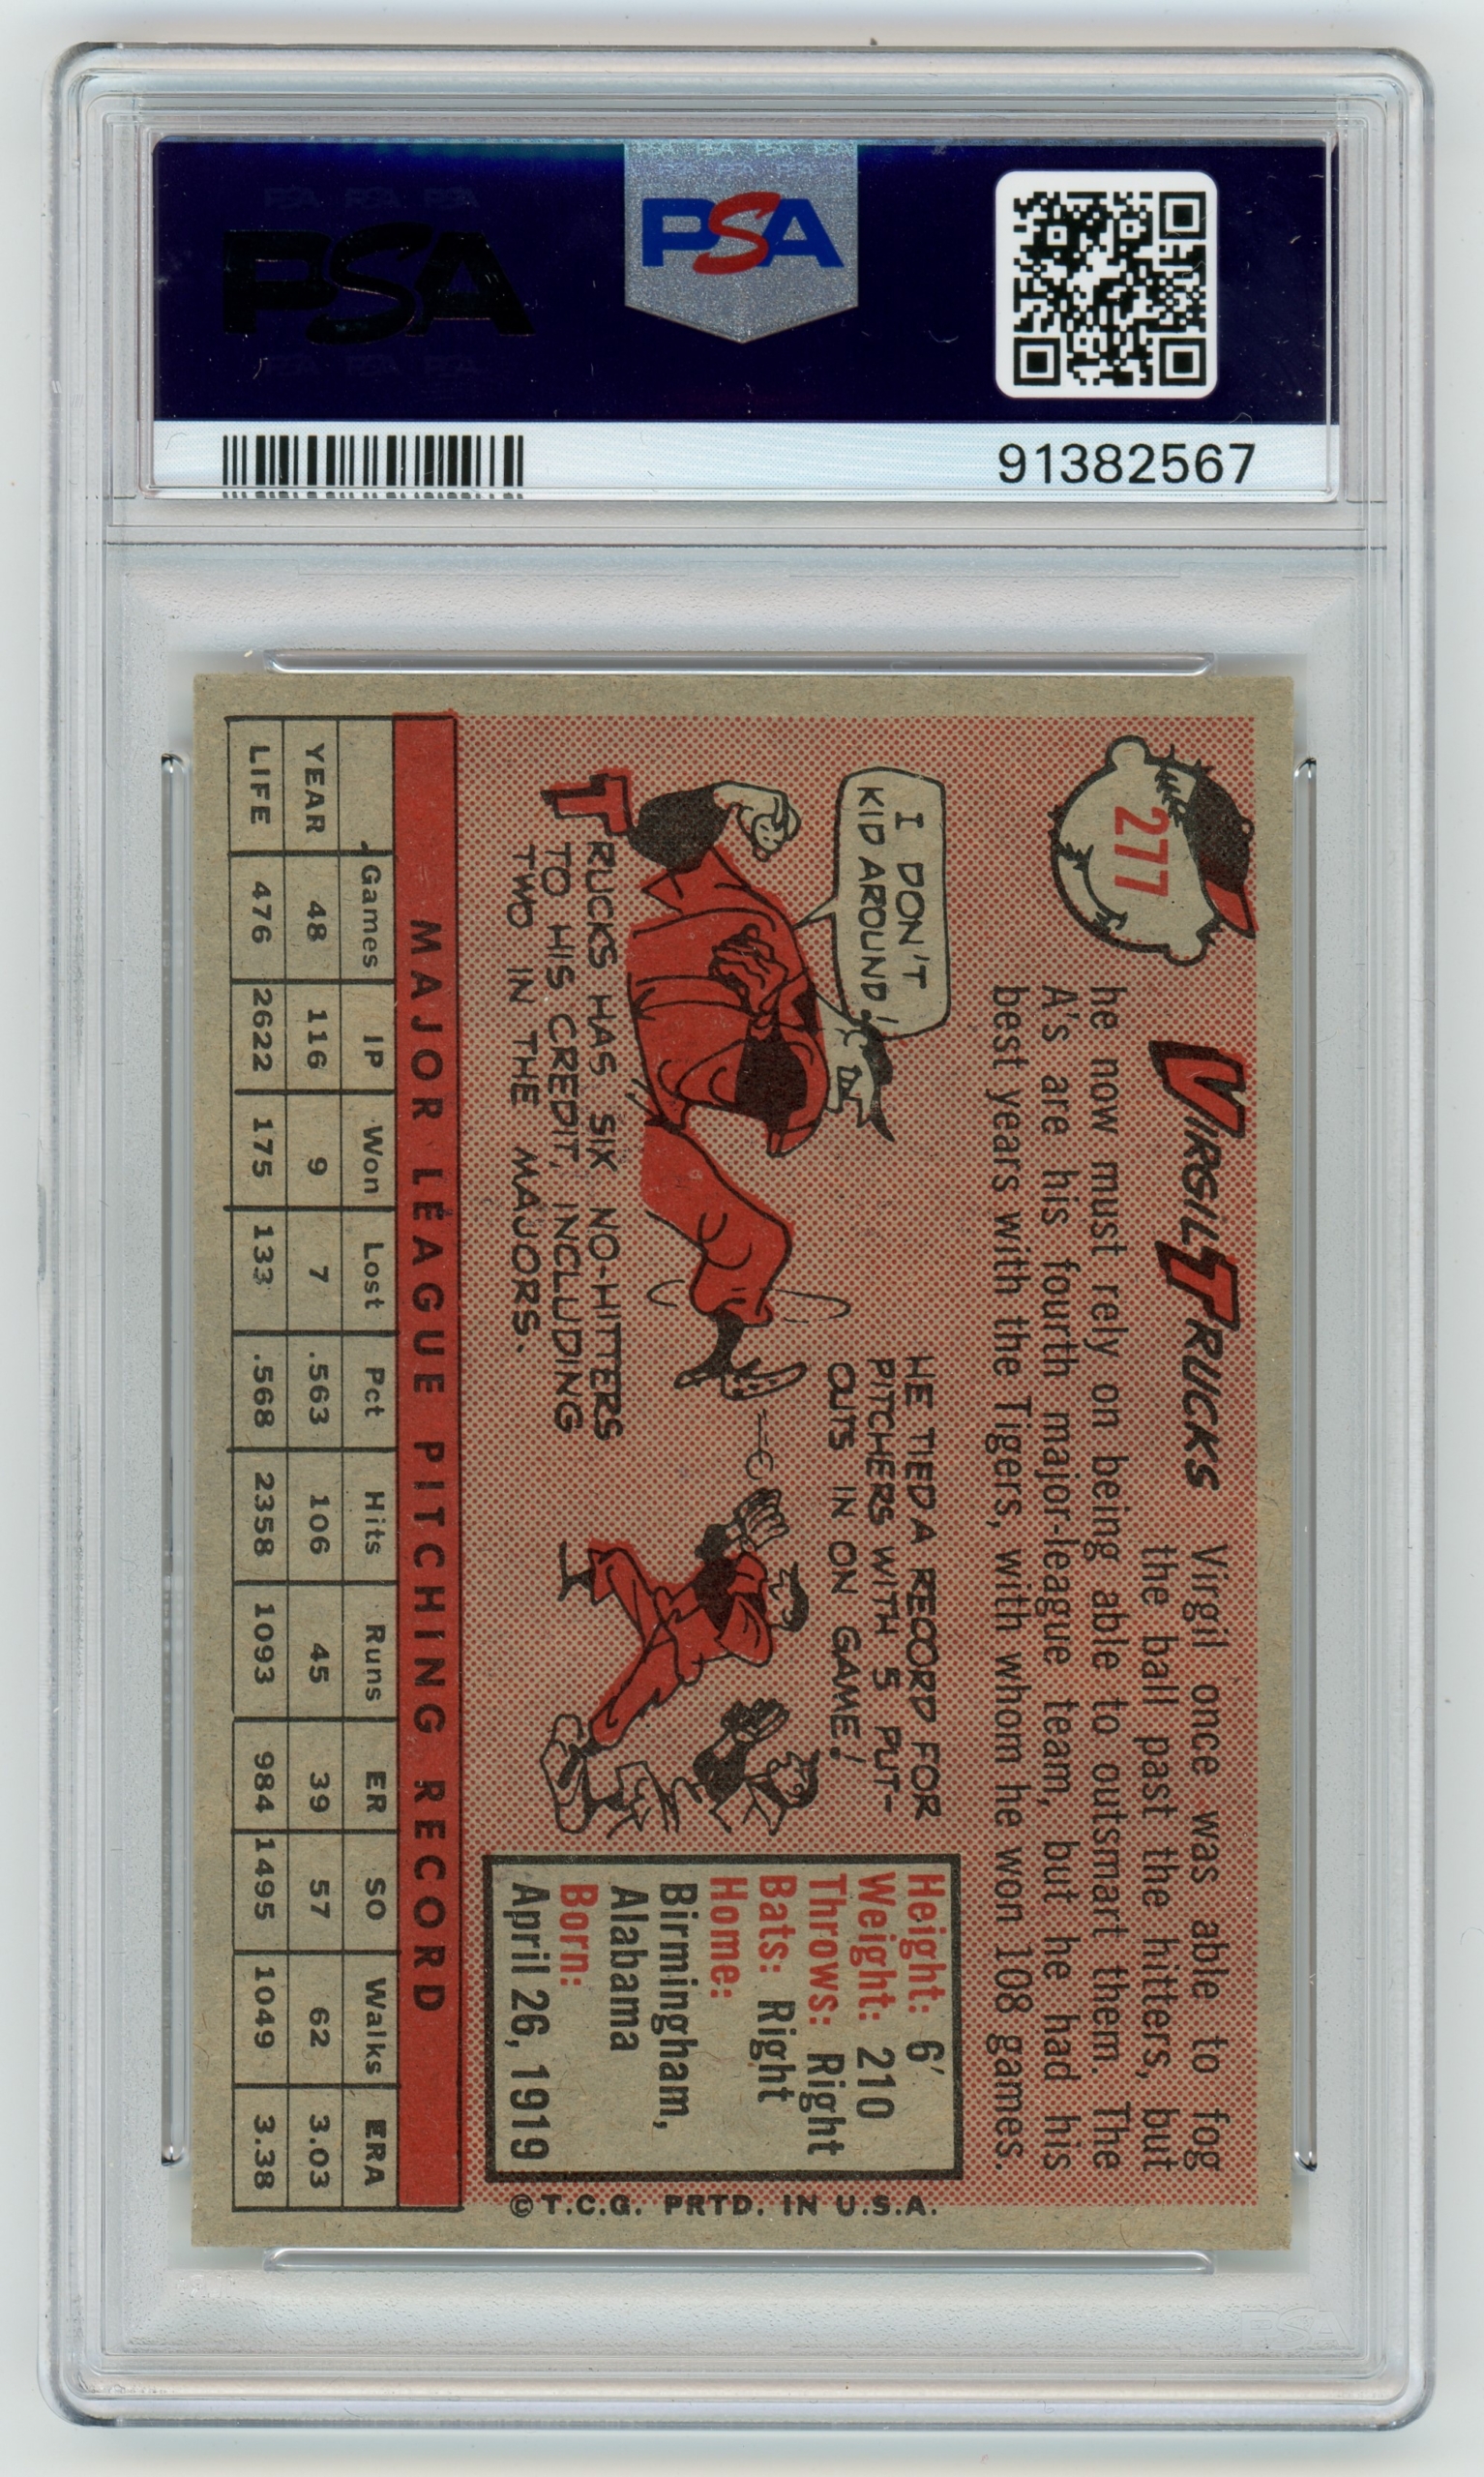 PSA PSA PSA
PSA
PSA PSA PSA
PSA
91382567
277
VIRGIL TRUCKS
Virgil once was able to fog
the ball past the hitters, but
he now must rely on being able to outsmart them. The
A's are his fourth major-league team, but he had his
best years with the Tigers, with whom he won 108 games.
I DON'T
KID AROUND!
TRUCKS HAS SIX NO-HITTERS
TO HIS CREDIT, INCLUDING
TWO IN THE MAJORS.
HE TIED A RECORD FOR
PITCHERS WITH 5 PUT-
OUTS IN ON GAME!
Height: 6'
Weight: 210
Throws: Right
Bats: Right
Home:
Birmingham,
Alabama
Born:
April 26, 1919
©T.C.G. PRTD. IN U.S.A.
MAJOR LEAGUE PITCHING RECORD
Games IP Won Lost Pct Hits Runs ER SO Walks ERA
YEAR 48 116 9 7 .563 106 45 39 57 62 3.03
LIFE 476 2622 175 133 .568 2358 1093 984 1495 1049 3.38
PSA